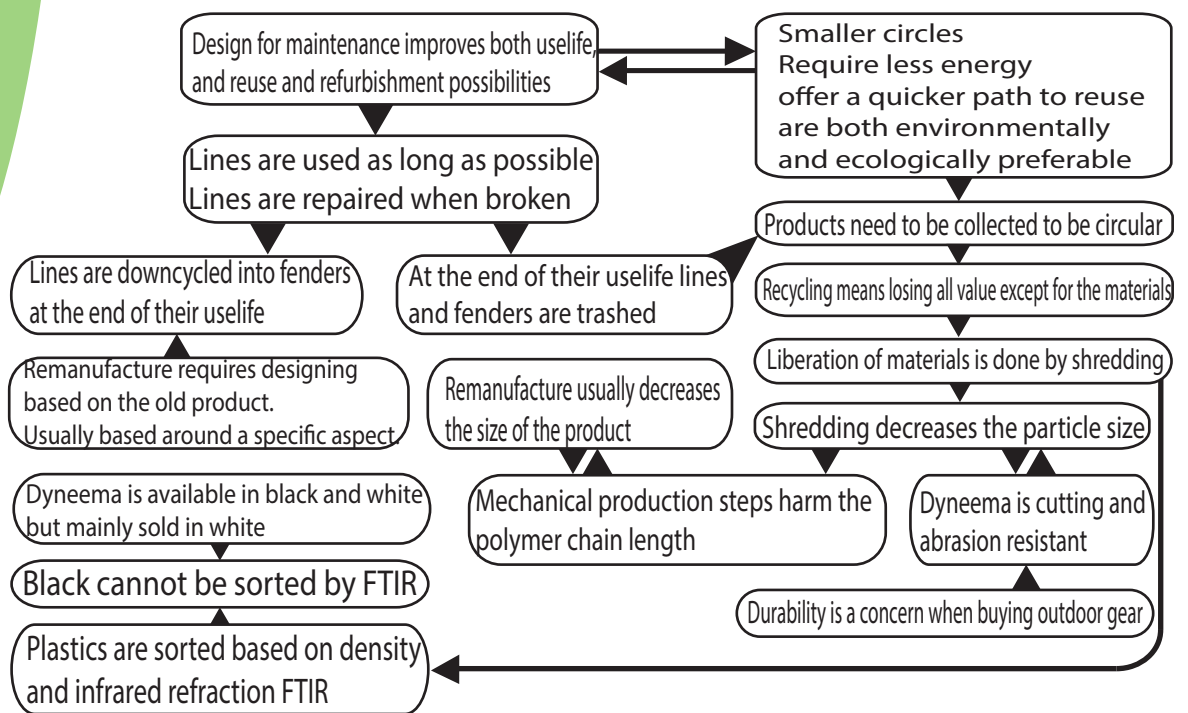 Design for maintenance improves both uselife,
and reuse and refurbishment possibilities
Smaller circles
Require less energy
offer a quicker path to reuse
are both environmentally
and ecologically preferable
Lines are used as long as possible
Lines are repaired when broken
Products need to be collected to be circular
Lines are downcycled into fenders
at the end of their uselife
At the end of their uselife lines
and fenders are trashed
Recycling means losing all value except for the materials
Liberation of materials is done by shredding
Remanufacture requires designing
based on the old product.
Usually based around a specific aspect.
Remanufacture usually decreases
the size of the product
Shredding decreases the particle size
Dyneema is available in black and white
but mainly sold in white
Mechanical production steps harm the
polymer chain length
Dyneema is cutting and
abrasion resistant
Black cannot be sorted by FTIR
Durability is a concern when buying outdoor gear
Plastics are sorted based on density
and infrared refraction FTIR